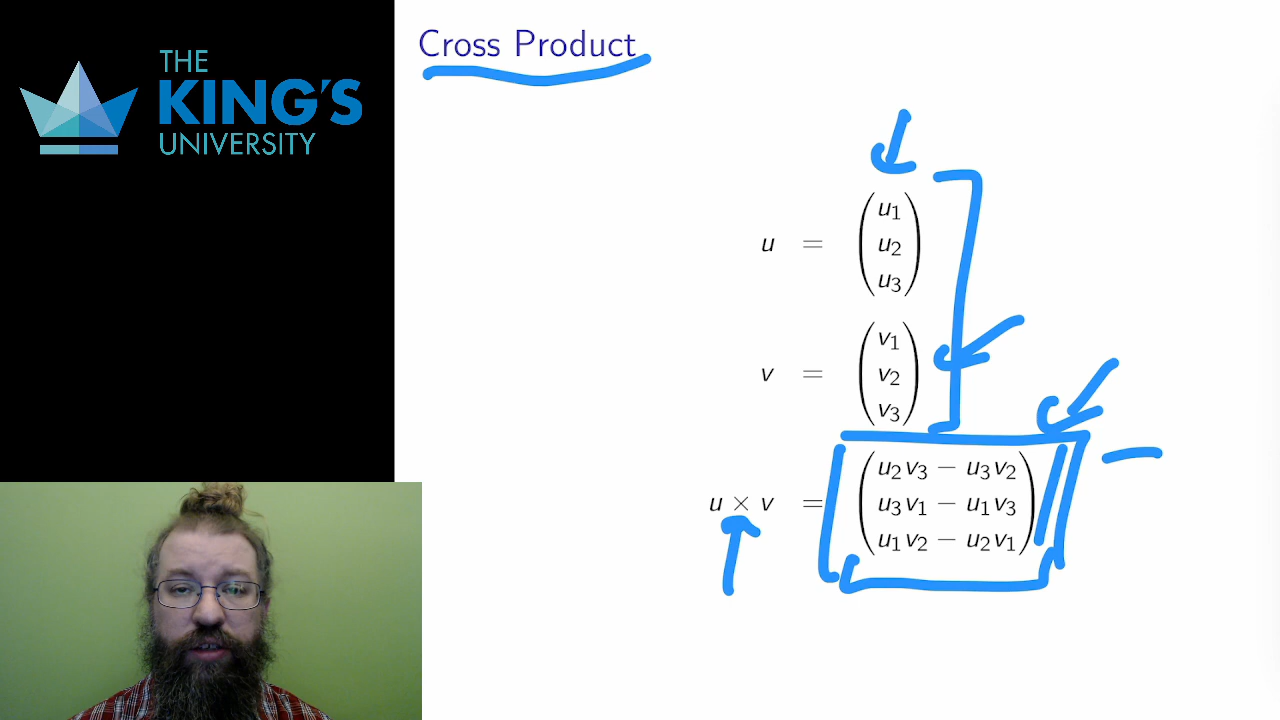 THE
KING'S
UNIVERSITY
Cross Product
u = (u₁
u₂
u₃)
v = (v₁
v₂
v₃)
u × v = (u₂v₃ − u₃v₂
u₃v₁ − u₁v₃
u₁v₂ − u₂v₁)